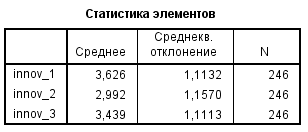 Статистика элементов
Среднее Среднекв. отклонение N
innov_1 3,626 1,1132 246
innov_2 2,992 1,1570 246
innov_3 3,439 1,1113 246